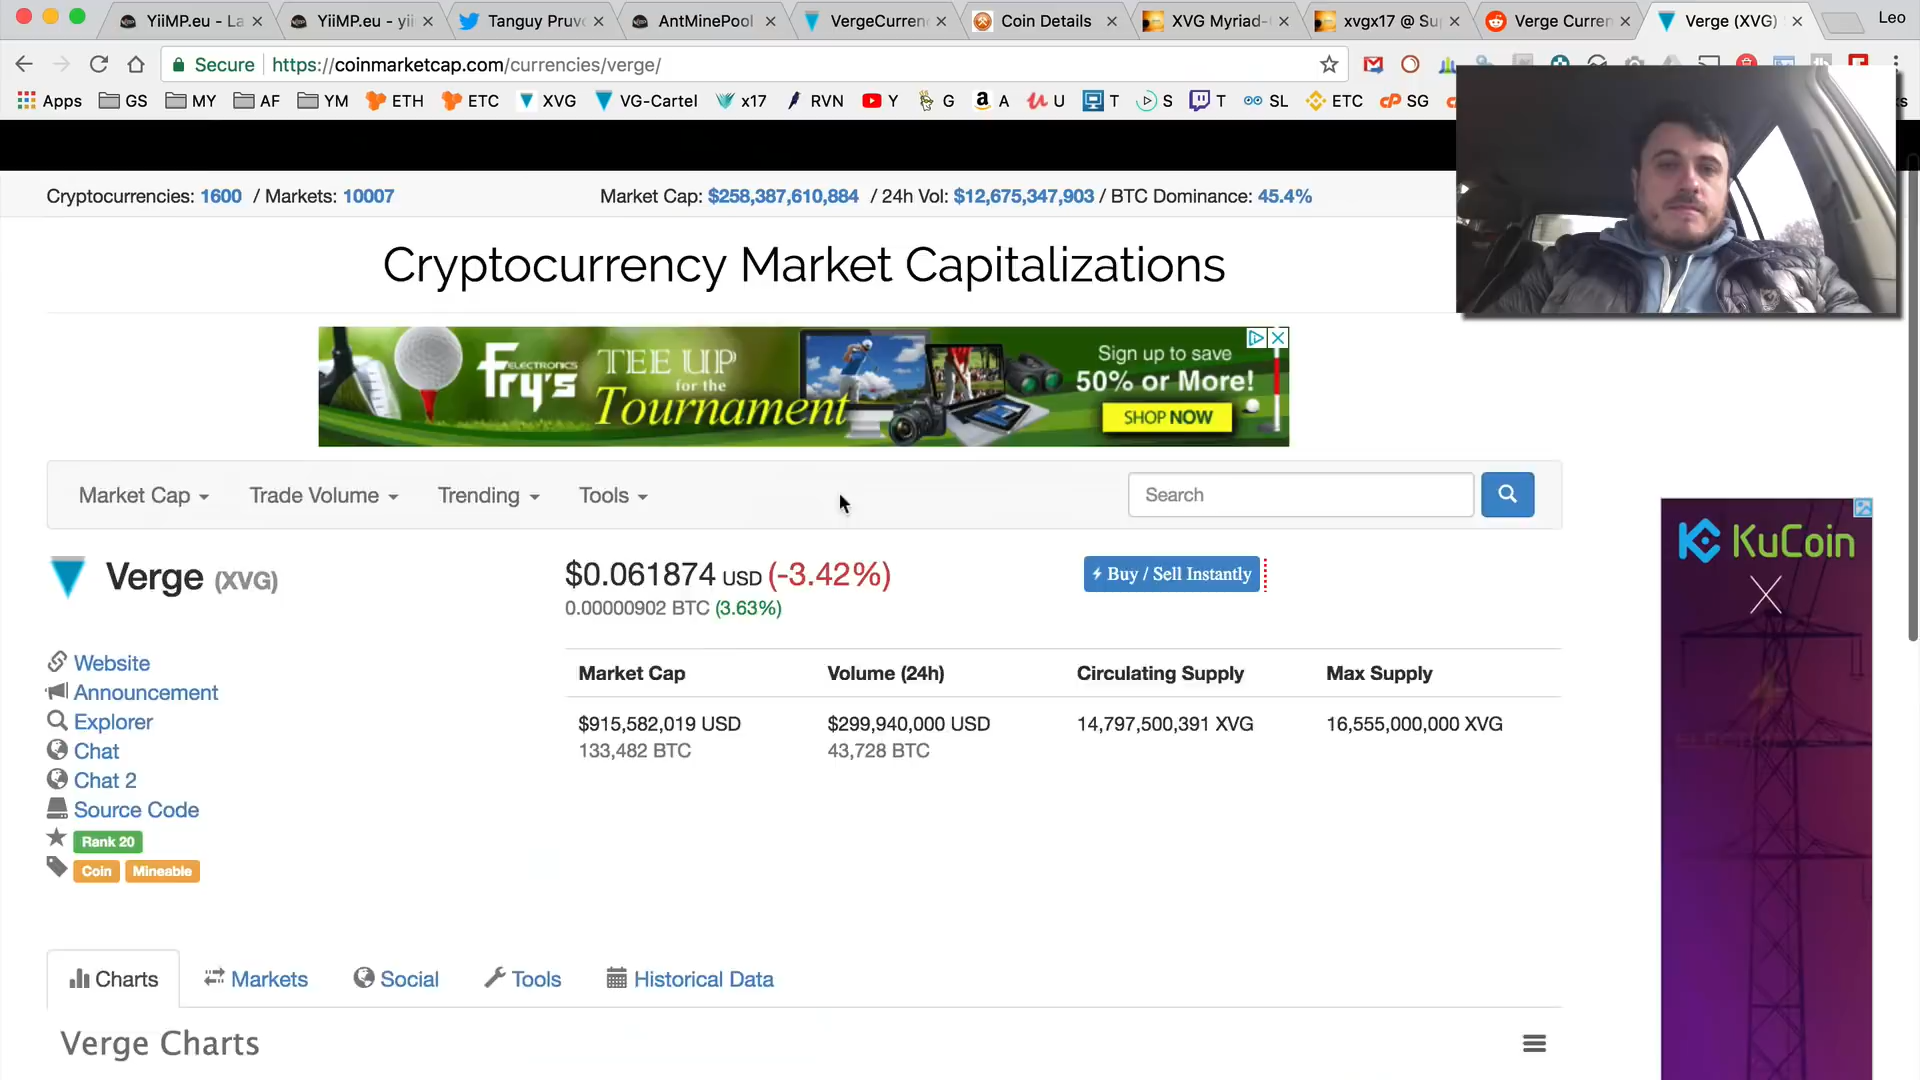 YiiMP.eu - La
YiiMP.eu - yii
Tanguy Pruv
AntMinePool
VergeCurren
Coin Details
XVG Myriad-
xvgx17 @ Su
Verge Curren
Verge (XVG)
Leo
Secure https://coinmarketcap.com/currencies/verge/
Apps GS MY AF YM ETH ETC XVG VG-Cartel x17 RVN Y G A U T S T SL ETC SG
Cryptocurrencies: 1600 / Markets: 10007
Market Cap: $258,387,610,884 / 24h Vol: $12,675,347,903 / BTC Dominance: 45.4%
Cryptocurrency Market Capitalizations
Fry's ELECTRONICS
TEE UP
for the
Tournament
Sign up to save
50% or More!
SHOP NOW
Market Cap Trade Volume Trending Tools Search
Verge (XVG)
$0.061874 USD (-3.42%)
0.00000902 BTC (3.63%)
Buy / Sell Instantly
KuCoin
Website
Announcement
Explorer
Chat
Chat 2
Source Code
Rank 20
Coin Mineable
Market Cap Volume (24h) Circulating Supply Max Supply
$915,582,019 USD $299,940,000 USD 14,797,500,391 XVG 16,555,000,000 XVG
133,482 BTC 43,728 BTC
Charts Markets Social Tools Historical Data
Verge Charts